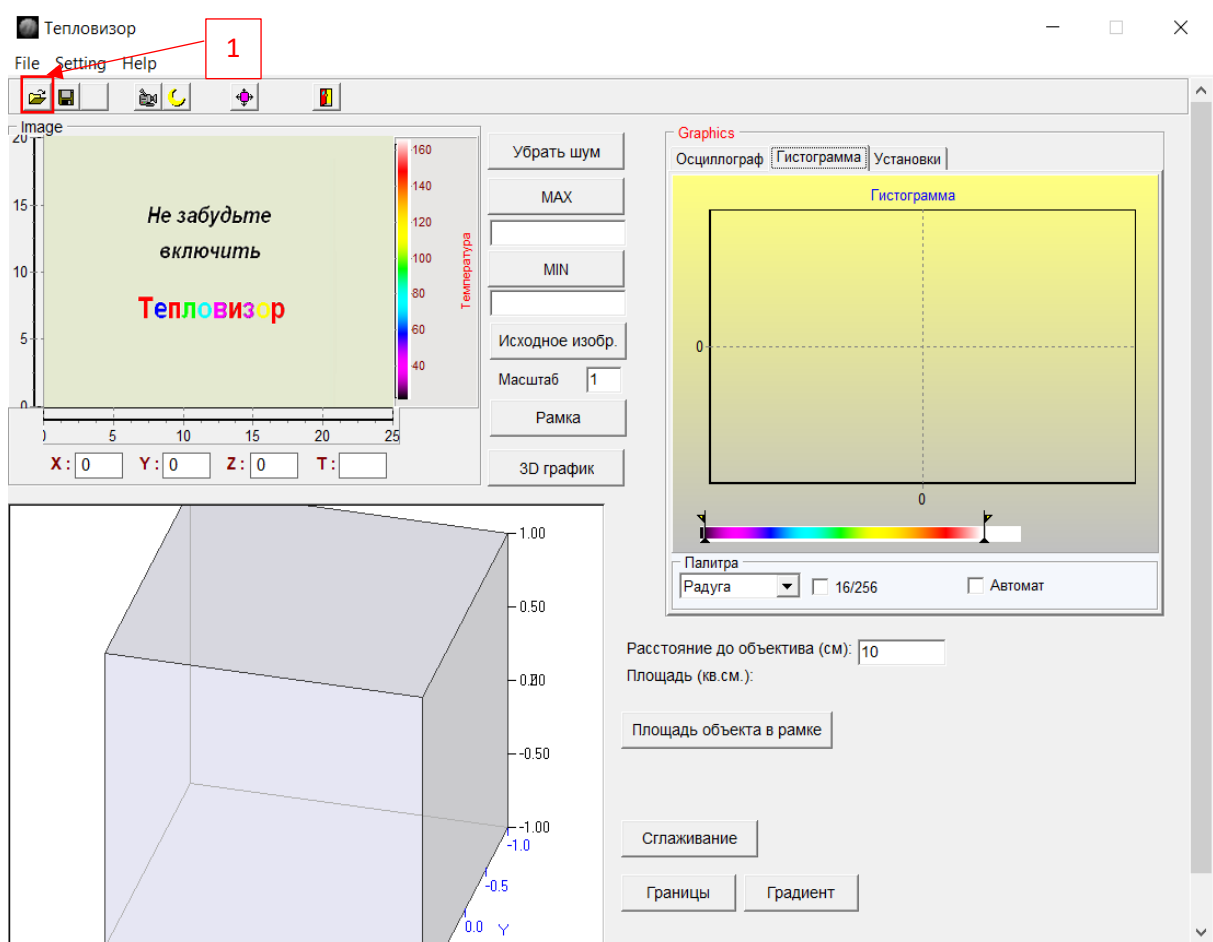 Тепловизор
1
File Setting Help
Image
20
15
10
5
0
Не забудьте
включить
Тепловизор
160
140
120
100
80
60
40
Температура
0 5 10 15 20 25
X : 0 Y : 0 Z : 0 T :
Убрать шум
MAX
MIN
Исходное изобр.
Масштаб 1
Рамка
3D график
Graphics
Осциллограф Гистограмма Установки
Гистограмма
0
0
Палитра
Радуга 16/256 Автомат
1.00
0.50
-0.50
-1.00
-1.0
-0.5
0.0 Y
Расстояние до объектива (см): 10
Площадь (кв.см.):
Площадь объекта в рамке
Сглаживание
Границы Градиент